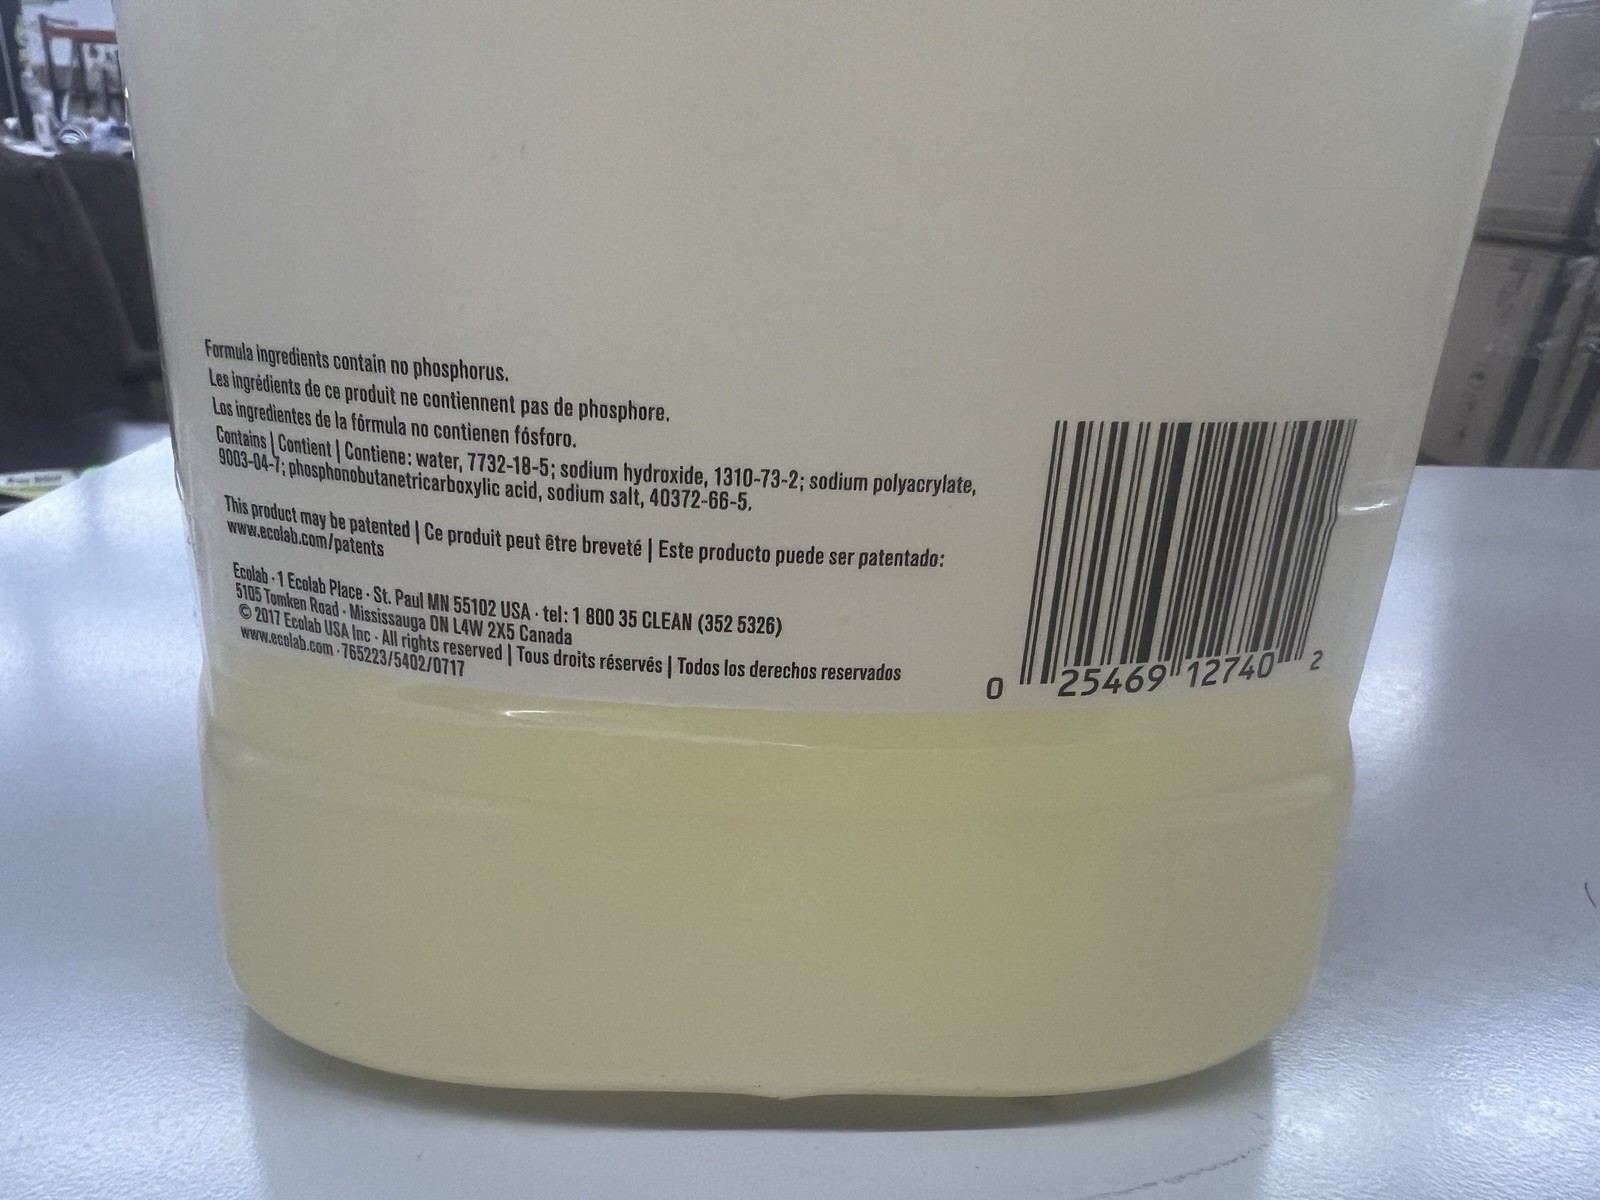 Formula ingredients contain no phosphorus.
Les ingrédients de ce produit ne contiennent pas de phosphore.
Los ingredientes de la fórmula no contienen fósforo.
Contains | Contient | Contiene: water, 7732-18-5; sodium hydroxide, 1310-73-2; sodium polyacrylate,
9003-04-7; phosphonobutanetricarboxylic acid, sodium salt, 40372-66-5.
This product may be patented | Ce produit peut être breveté | Este producto puede ser patentado:
www.ecolab.com/patents
Ecolab · 1 Ecolab Place · St. Paul MN 55102 USA · tel: 1 800 35 CLEAN (352 5326)
5105 Tomken Road · Mississauga ON L4W 2X5 Canada
© 2017 Ecolab USA Inc · All rights reserved | Tous droits réservés | Todos los derechos reservados
www.ecolab.com · 765223/5402/0717
0 25469 12740 2